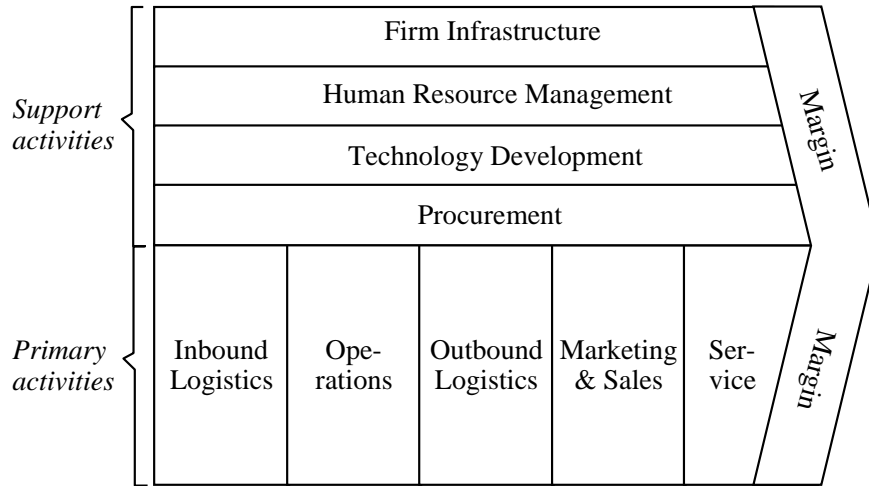 Support
activities
Firm Infrastructure
Human Resource Management
Technology Development
Procurement
Margin
Primary
activities
Inbound
Logistics
Ope-
rations
Outbound
Logistics
Marketing
& Sales
Ser-
vice
Margin